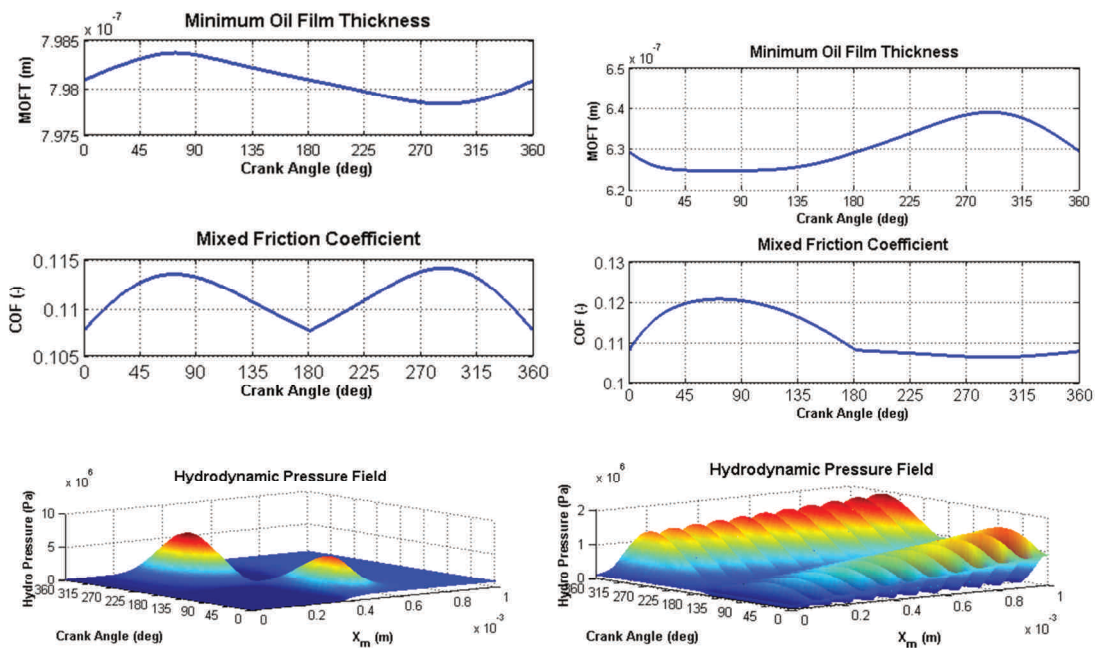 Minimum Oil Film Thickness
x 10^-7
7.985
7.98
7.975
MOFT (m)
0 45 90 135 180 225 270 315 360
Crank Angle (deg)
Mixed Friction Coefficient
0.115
0.11
0.105
COF (-)
0 45 90 135 180 225 270 315 360
Crank Angle (deg)
Hydrodynamic Pressure Field
x 10^6
10
5
0
Hydro Pressure (Pa)
360 315 270 225 180 135 90 45 0
Crank Angle (deg)
0 0.2 0.4 0.6 0.8 1
x 10^-3
X_m (m)
Minimum Oil Film Thickness
x 10^-7
6.5
6.4
6.3
6.2
MOFT (m)
0 45 90 135 180 225 270 315 360
Crank Angle (deg)
Mixed Friction Coefficient
0.13
0.12
0.11
0.1
COF (-)
0 45 90 135 180 225 270 315 360
Crank Angle (deg)
Hydrodynamic Pressure Field
x 10^6
2
1
0
Hydro Pressure (Pa)
360 315 270 225 180 135 90 45 0
Crank Angle (deg)
0 0.2 0.4 0.6 0.8 1
x 10^-3
X_m (m)